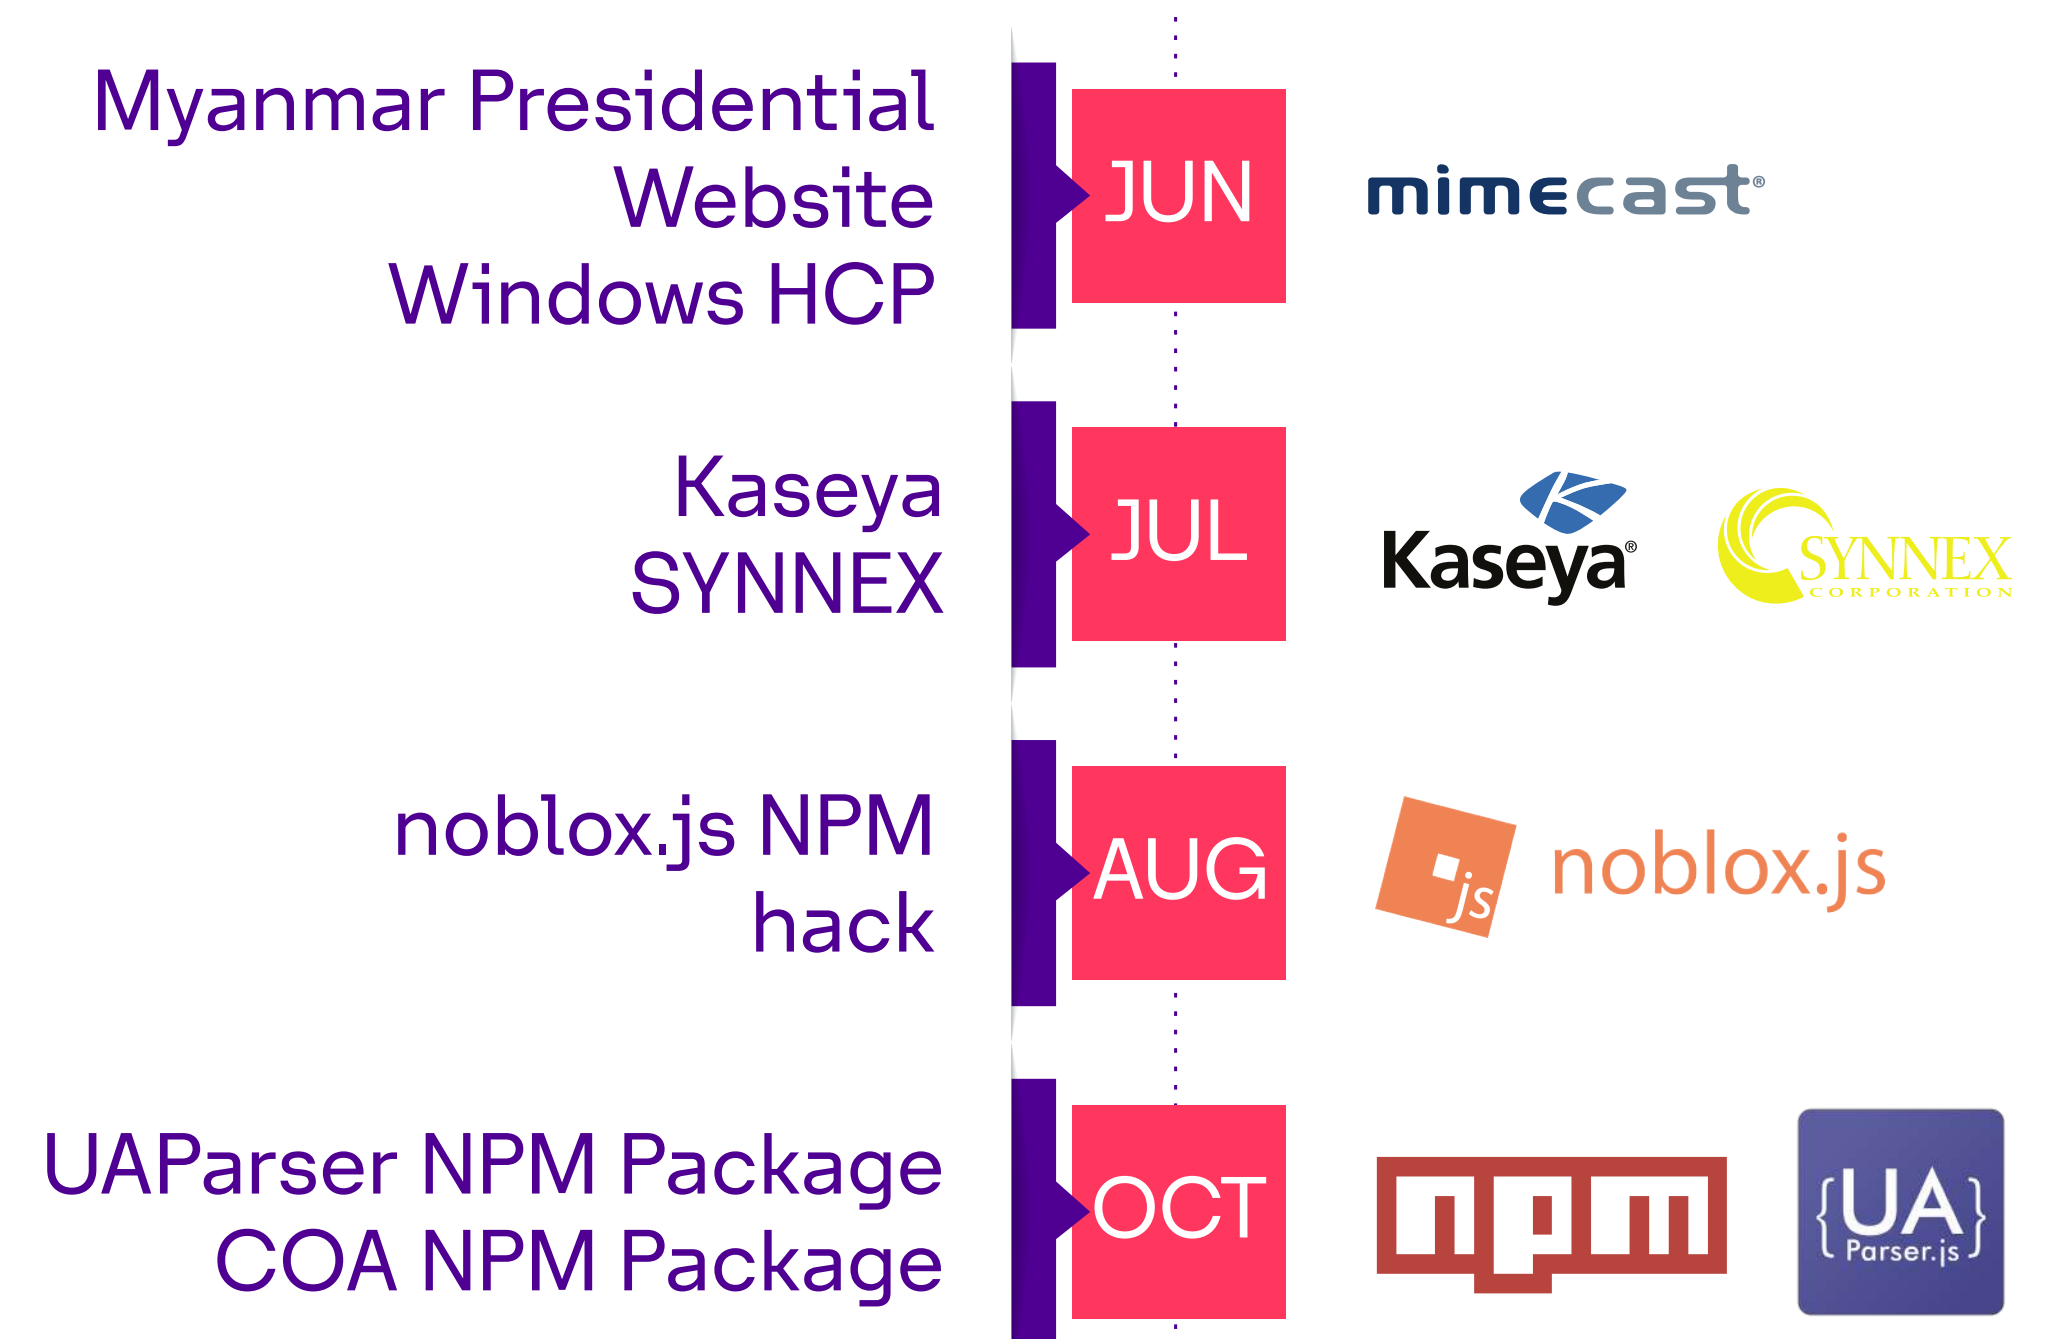 Myanmar Presidential
Website
Windows HCP
JUN
mimecast®
Kaseya
SYNNEX
JUL
Kaseya®
SYNNEX
CORPORATION
noblox.js NPM
hack
AUG
js
noblox.js
UAParser NPM Package
COA NPM Package
OCT
npm
{UA}
Parser.js